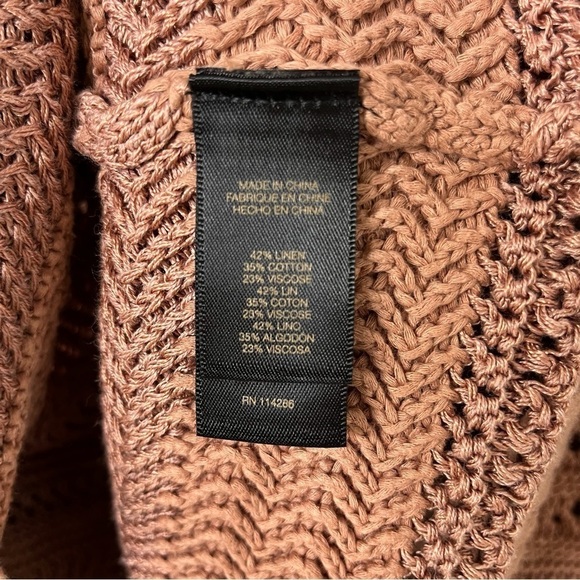 MADE IN CHINA
FABRIQUE EN CHINE
HECHO EN CHINA
42% LINEN
35% COTTON
23% VISCOSE
42% LIN
35% COTON
23% VISCOSE
42% LINO
35% ALGODÓN
23% VISCOSA
RN 114286